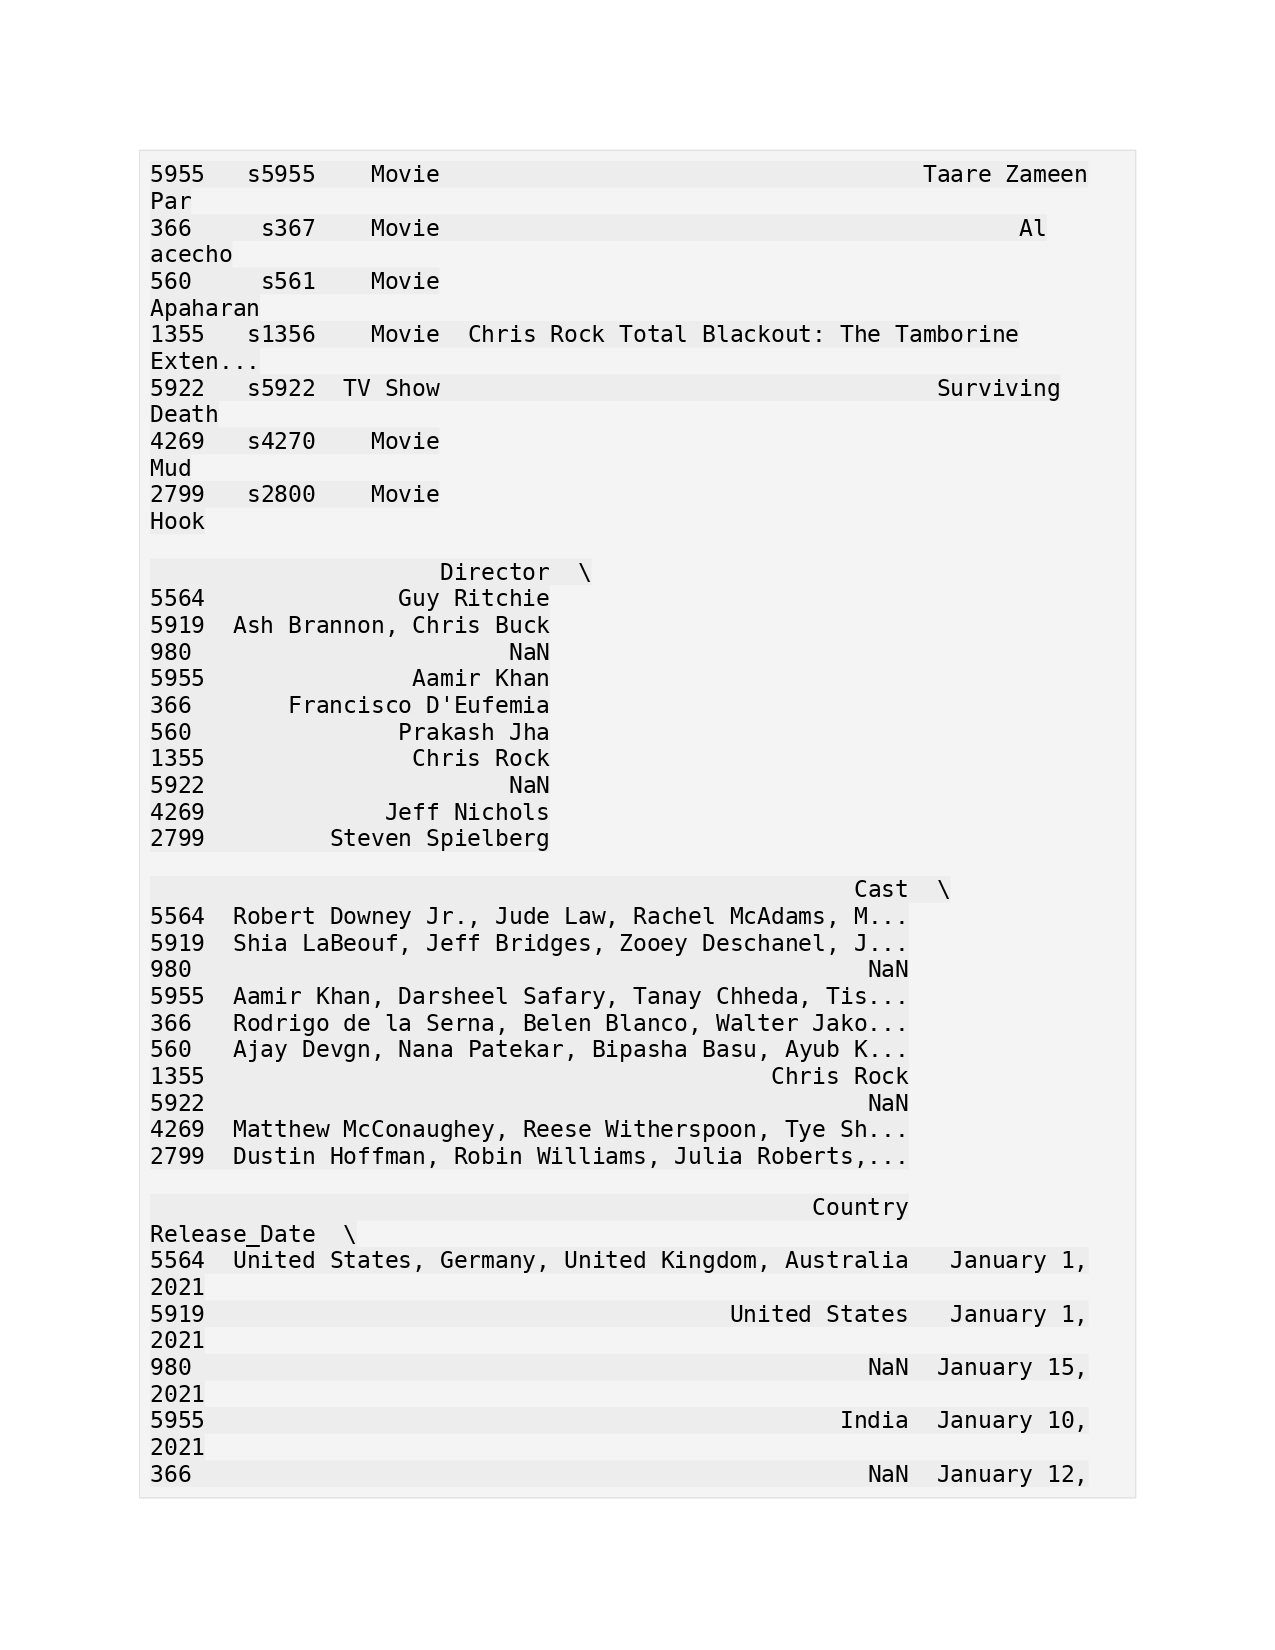 5955   s5955    Movie                                   Taare Zameen
Par
366     s367    Movie                                          Al
acecho
560     s561    Movie
Apaharan
1355   s1356    Movie  Chris Rock Total Blackout: The Tamborine
Exten...
5922   s5922  TV Show                                    Surviving
Death
4269   s4270    Movie
Mud
2799   s2800    Movie
Hook

                     Director  \
5564              Guy Ritchie
5919  Ash Brannon, Chris Buck
980                       NaN
5955               Aamir Khan
366       Francisco D'Eufemia
560               Prakash Jha
1355               Chris Rock
5922                      NaN
4269             Jeff Nichols
2799         Steven Spielberg

                                                   Cast  \
5564  Robert Downey Jr., Jude Law, Rachel McAdams, M...
5919  Shia LaBeouf, Jeff Bridges, Zooey Deschanel, J...
980                                                 NaN
5955  Aamir Khan, Darsheel Safary, Tanay Chheda, Tis...
366   Rodrigo de la Serna, Belen Blanco, Walter Jako...
560   Ajay Devgn, Nana Patekar, Bipasha Basu, Ayub K...
1355                                         Chris Rock
5922                                                NaN
4269  Matthew McConaughey, Reese Witherspoon, Tye Sh...
2799  Dustin Hoffman, Robin Williams, Julia Roberts,...

                                                Country
Release_Date  \
5564  United States, Germany, United Kingdom, Australia   January 1,
2021
5919                                      United States   January 1,
2021
980                                                 NaN  January 15,
2021
5955                                              India  January 10,
2021
366                                                 NaN  January 12,